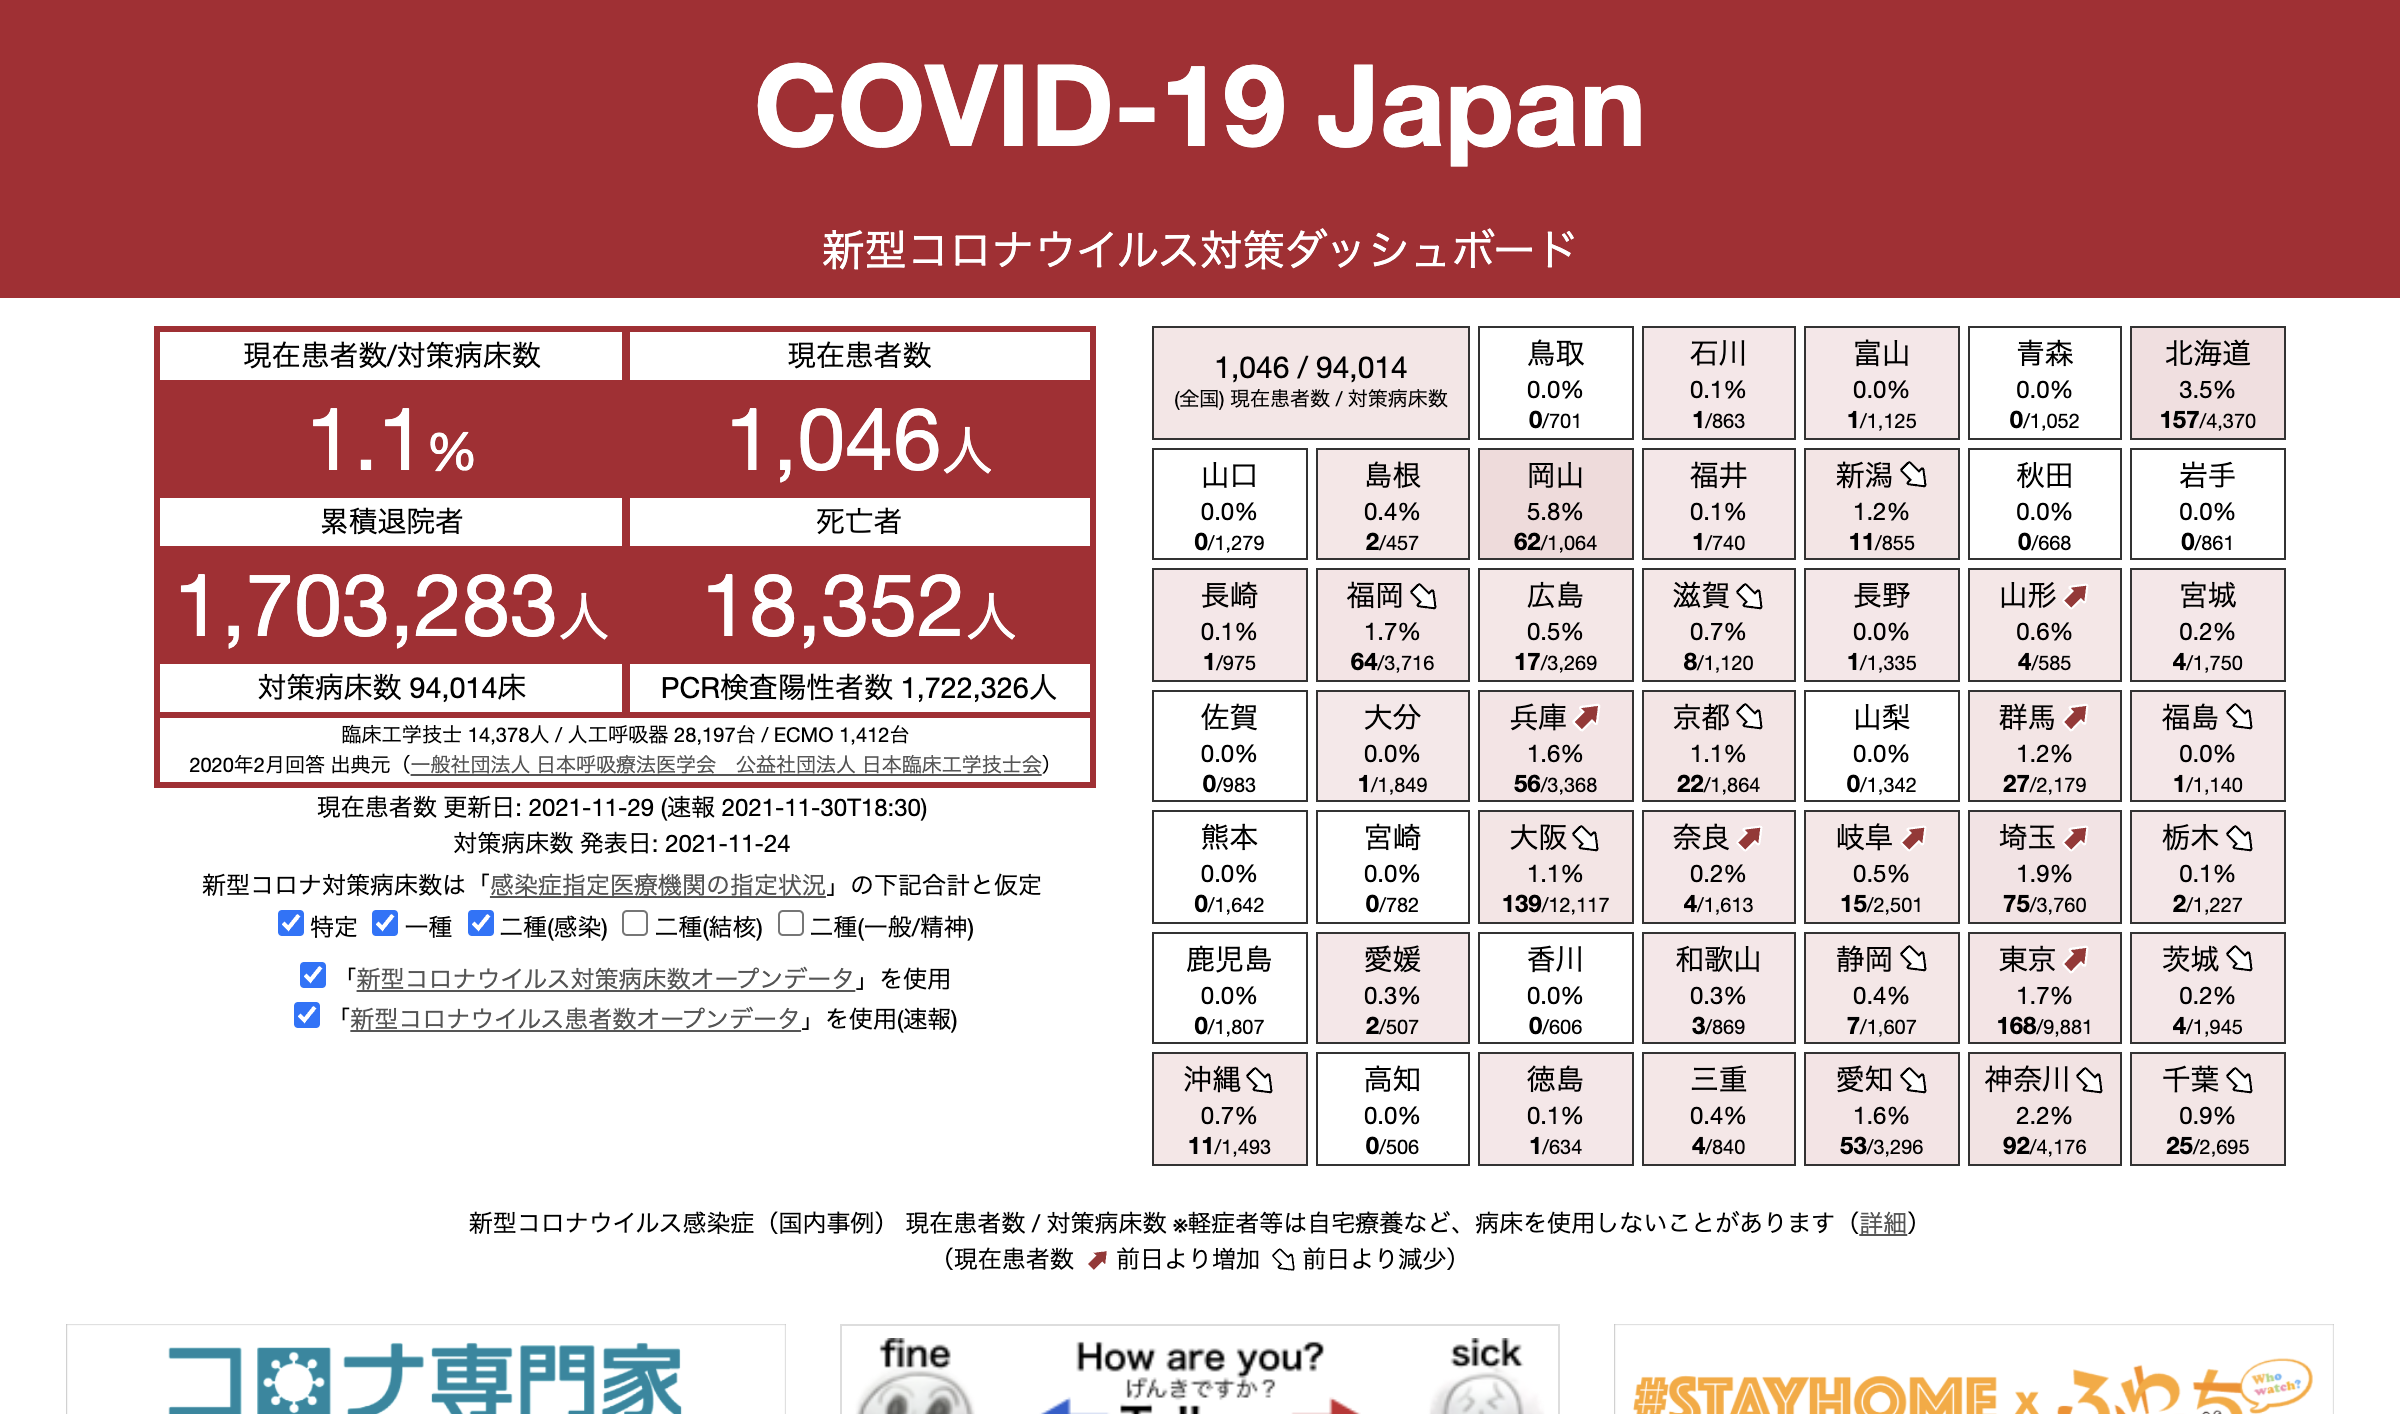 COVID-19 Japan
新型コロナウイルス対策ダッシュボード
現在患者数/対策病床数
現在患者数
1.1%
1,046人
累積退院者
死亡者
1,703,283人
18,352人
対策病床数 94,014床
PCR検査陽性者数 1,722,326人
臨床工学技士 14,378人 / 人工呼吸器 28,197台 / ECMO 1,412台
2020年2月回答 出典元（一般社団法人 日本呼吸療法医学会　公益社団法人 日本臨床工学技士会）
現在患者数 更新日: 2021-11-29 (速報 2021-11-30T18:30)
対策病床数 発表日: 2021-11-24
新型コロナ対策病床数は「感染症指定医療機関の指定状況」の下記合計と仮定
特定 一種 二種(感染) 二種(結核) 二種(一般/精神)
「新型コロナウイルス対策病床数オープンデータ」を使用
「新型コロナウイルス患者数オープンデータ」を使用(速報)
1,046 / 94,014
(全国) 現在患者数 / 対策病床数
鳥取
0.0%
0/701
石川
0.1%
1/863
富山
0.0%
1/1,125
青森
0.0%
0/1,052
北海道
3.5%
157/4,370
山口
0.0%
0/1,279
島根
0.4%
2/457
岡山
5.8%
62/1,064
福井
0.1%
1/740
新潟
1.2%
11/855
秋田
0.0%
0/668
岩手
0.0%
0/861
長崎
0.1%
1/975
福岡
1.7%
64/3,716
広島
0.5%
17/3,269
滋賀
0.7%
8/1,120
長野
0.0%
1/1,335
山形
0.6%
4/585
宮城
0.2%
4/1,750
佐賀
0.0%
0/983
大分
0.0%
1/1,849
兵庫
1.6%
56/3,368
京都
1.1%
22/1,864
山梨
0.0%
0/1,342
群馬
1.2%
27/2,179
福島
0.0%
1/1,140
熊本
0.0%
0/1,642
宮崎
0.0%
0/782
大阪
1.1%
139/12,117
奈良
0.2%
4/1,613
岐阜
0.5%
15/2,501
埼玉
1.9%
75/3,760
栃木
0.1%
2/1,227
鹿児島
0.0%
0/1,807
愛媛
0.3%
2/507
香川
0.0%
0/606
和歌山
0.3%
3/869
静岡
0.4%
7/1,607
東京
1.7%
168/9,881
茨城
0.2%
4/1,945
沖縄
0.7%
11/1,493
高知
0.0%
0/506
徳島
0.1%
1/634
三重
0.4%
4/840
愛知
1.6%
53/3,296
神奈川
2.2%
92/4,176
千葉
0.9%
25/2,695
新型コロナウイルス感染症（国内事例） 現在患者数 / 対策病床数 ※軽症者等は自宅療養など、病床を使用しないことがあります（詳細）
（現在患者数 前日より増加 前日より減少）
コロナ専門家
fine
How are you?
sick
げんきですか？
#STAYHOME x ふわっち
Who watch?